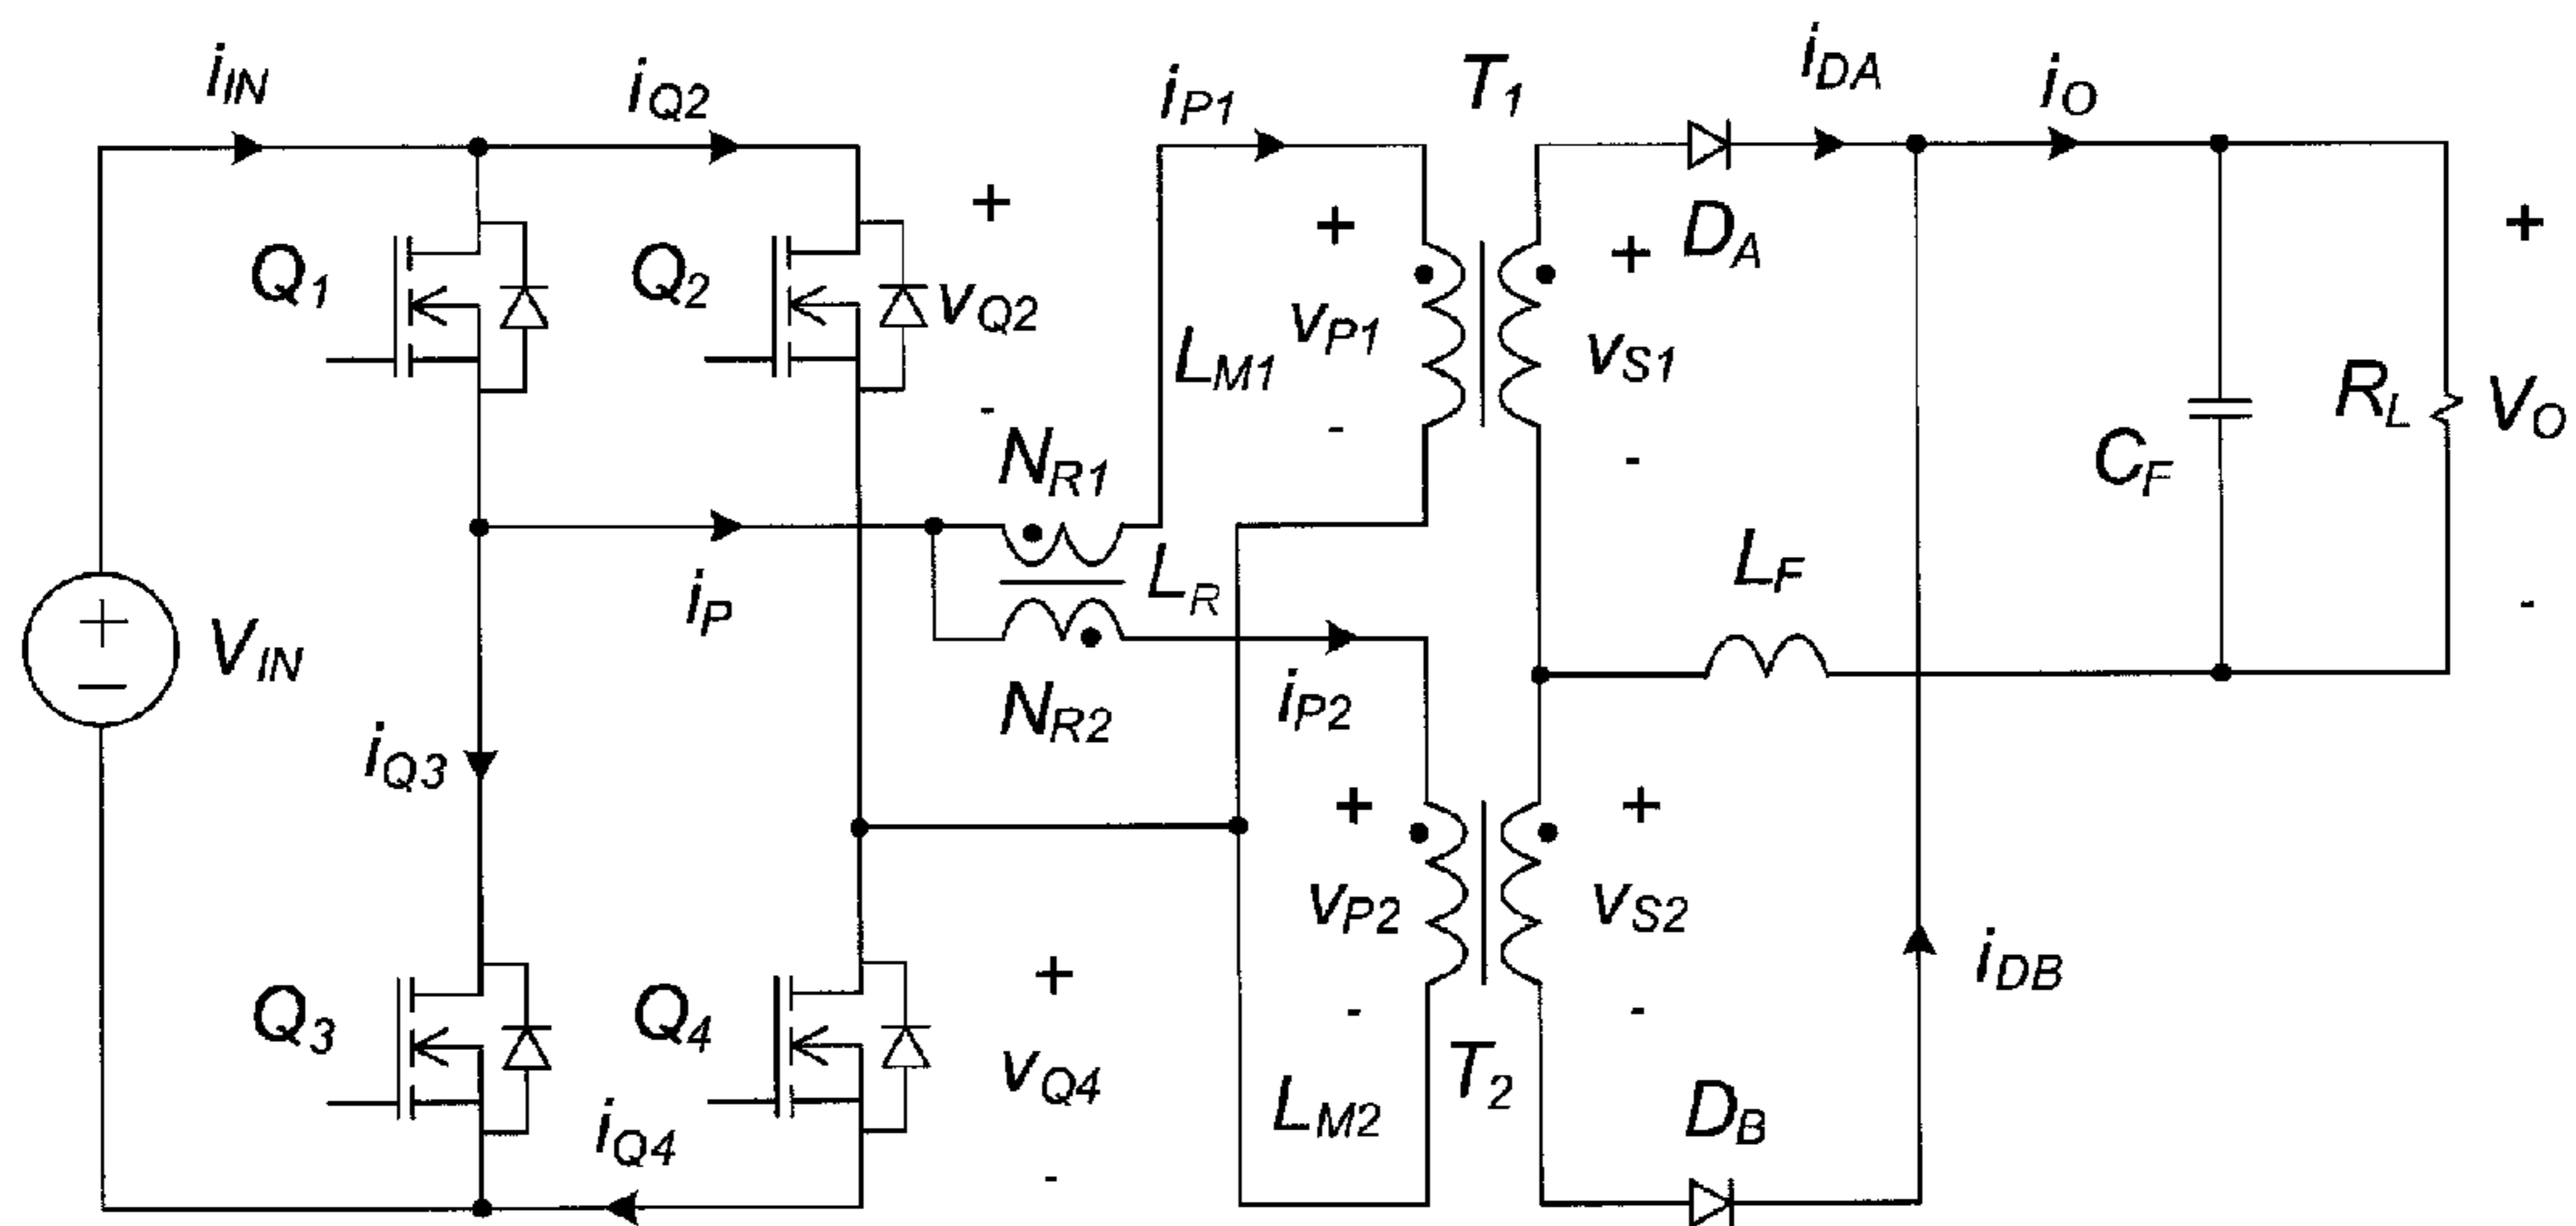 iIN
iQ2
iP1
T1
iDA
iO
Q1
Q2
+
vQ2
-
+
vP1
-
LM1
+
vS1
-
DA
+
VO
-
RL
CF
NR1
LR
NR2
iP
LF
+
-
VIN
iQ3
iP2
+
vP2
-
+
vS2
-
iDB
Q3
Q4
+
vQ4
-
LM2
T2
DB
iQ4